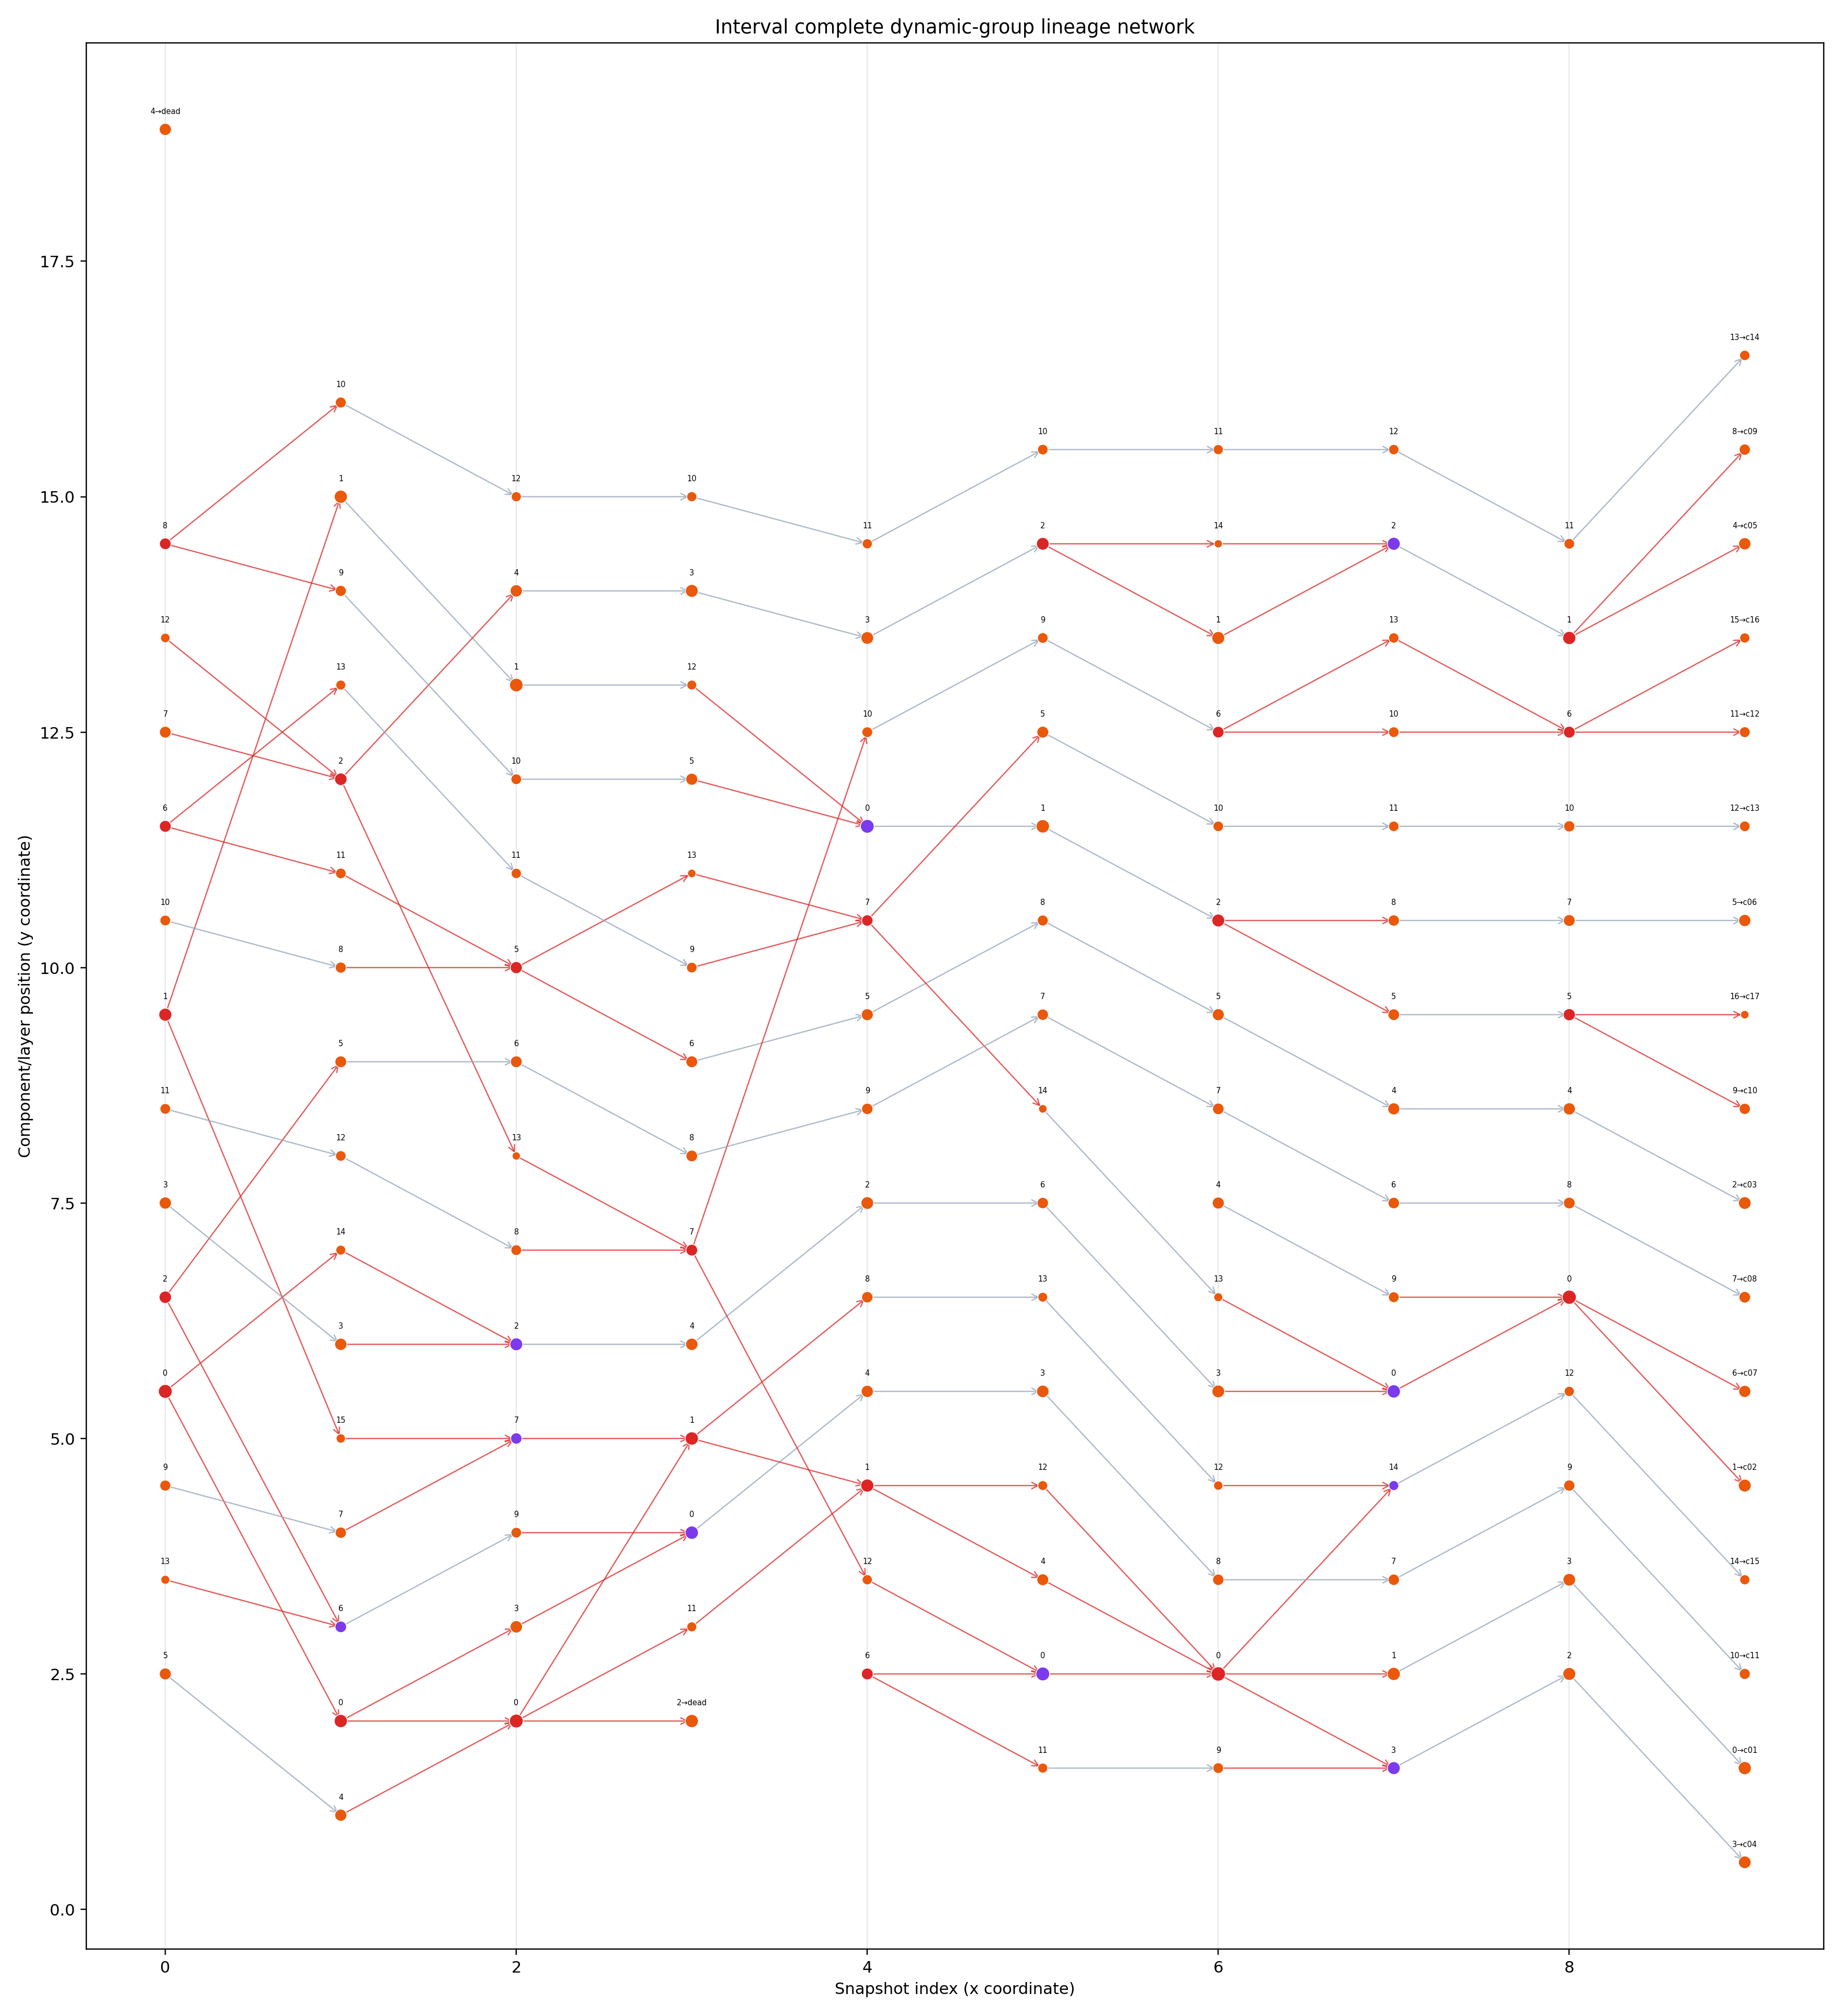 Interval complete dynamic-group lineage network
4→dead
17.5
13→c14
10
8→c09
10 11 12
1
12 10
15.0
8 11 2 14 2 11 4→c05
9 4 3
12 3 9 1 13 1 15→c16
13 1 12
7 10 5 6 10 6 11→c12
12.5
2 10 5
6 0 1 10 11 10 12→c13
11 11 13
10 7 8 2 8 7 5→c06
8 5 9
10.0
1 5 7 5 5 5 16→c17
5 6 6
11 9 14 7 4 4 9→c10
12 13 8
3 2 6 4 6 8 2→c03
7.5
14 8 7
2 8 13 13 9 0 7→c08
3 2 4
0 4 3 3 0 12 6→c07
15 7 1
5.0
9 1 12 12 14 9 1→c02
7 9 0
13 12 4 8 7 3 14→c15
6 3 11
5 6 0 0 1 2 10→c11
2.5
0 0 2→dead
11 9 3 0→c01
4
3→c04
0.0
0 2 4 6 8
Snapshot index (x coordinate)
Component/layer position (y coordinate)